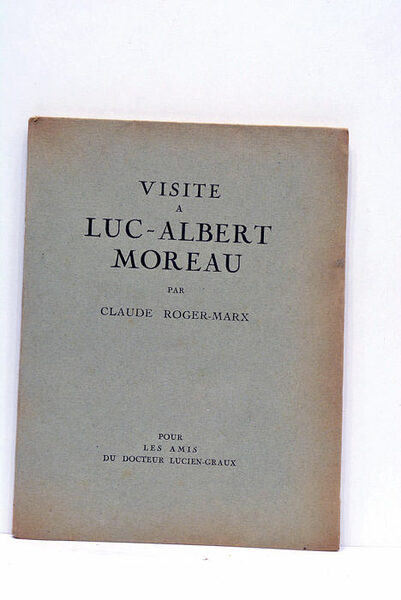 VISITE
A
LUC-ALBERT
MOREAU
PAR
CLAUDE ROGER-MARX
POUR
LES AMIS
DU DOCTEUR LUCIEN-GRAUX